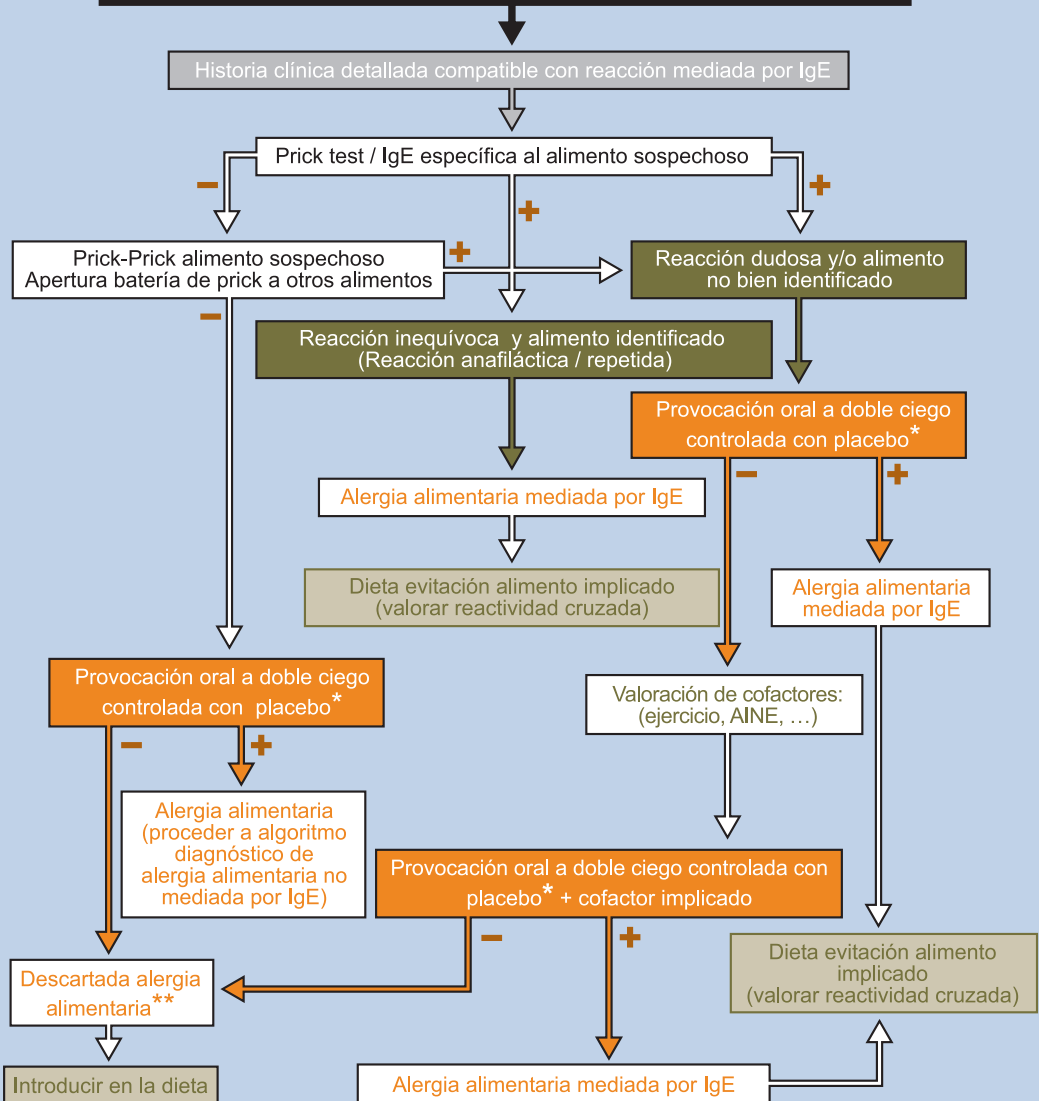 Historia clínica detallada compatible con reacción mediada por IgE
Prick test / IgE específica al alimento sospechoso
−
+
+
Prick-Prick alimento sospechoso
Apertura batería de prick a otros alimentos
+
−
Reacción dudosa y/o alimento
no bien identificado
Reacción inequívoca y alimento identificado
(Reacción anafiláctica / repetida)
Provocación oral a doble ciego
controlada con placebo*
−
+
Alergia alimentaria mediada por IgE
Dieta evitación alimento implicado
(valorar reactividad cruzada)
Alergia alimentaria
mediada por IgE
Provocación oral a doble ciego
controlada con placebo*
−
+
Valoración de cofactores:
(ejercicio, AINE, …)
Alergia alimentaria
(proceder a algoritmo
diagnóstico de
alergia alimentaria no
mediada por IgE)
Provocación oral a doble ciego controlada con
placebo* + cofactor implicado
−
+
Dieta evitación alimento
implicado
(valorar reactividad cruzada)
Descartada alergia
alimentaria**
Introducir en la dieta
Alergia alimentaria mediada por IgE